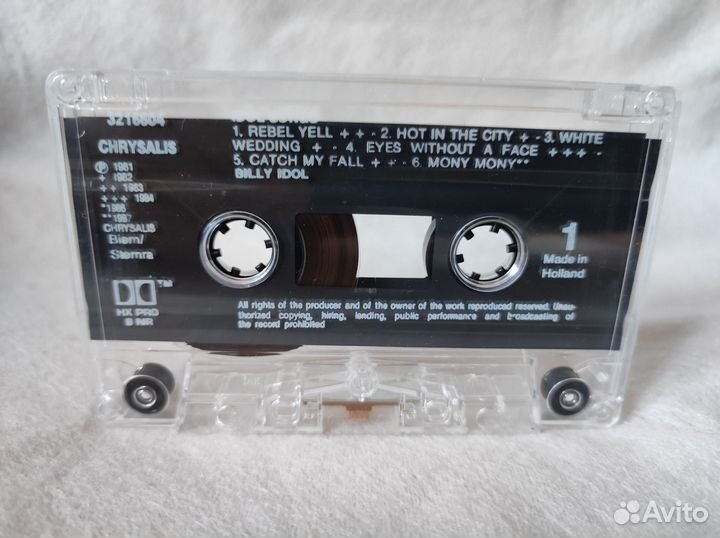 3216604
CHRYSALIS
1. REBEL YELL + + - 2. HOT IN THE CITY + - 3. WHITE
WEDDING + - 4. EYES WITHOUT A FACE + + + -
5. CATCH MY FALL + + - 6. MONY MONY**
BILLY IDOL
℗ 1981
+ 1982
+ + 1983
+ + + 1984
*1986
**1987
CHRYSALIS
Biem/
Stemra
TM
HX PRO
B NR
1
Made in
Holland
All rights of the producer and of the owner of the work reproduced reserved. Unau-
thorized copying, hiring, lending, public performance and broadcasting of
the record prohibited
Avito